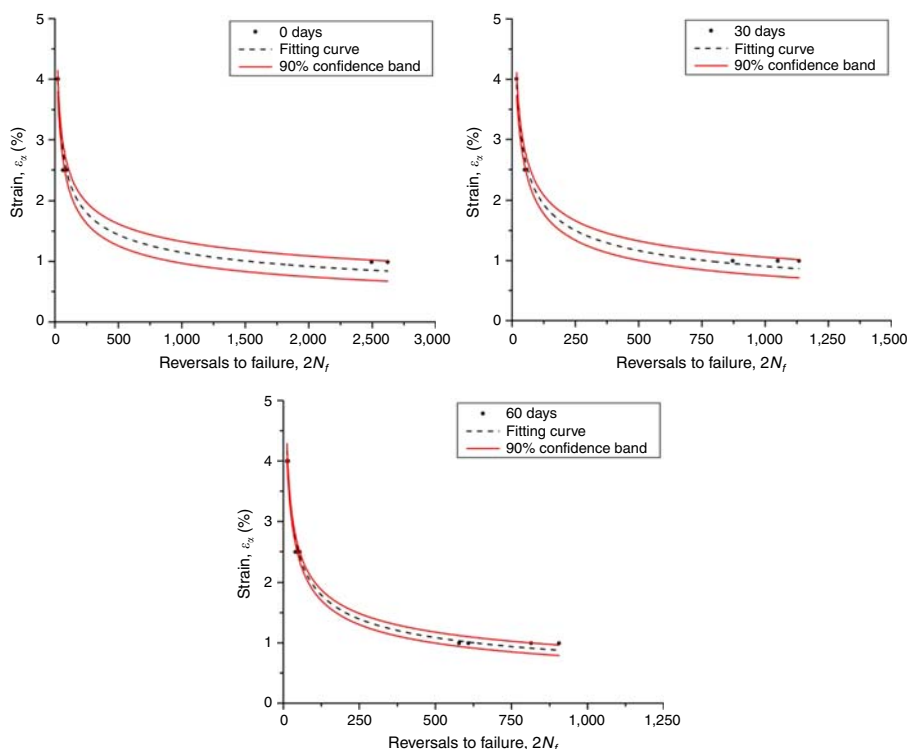 0 days
Fitting curve
90% confidence band
5
4
3
2
1
0
Strain, εα (%)
0 500 1,000 1,500 2,000 2,500 3,000
Reversals to failure, 2Nf
30 days
Fitting curve
90% confidence band
5
4
3
2
1
0
Strain, εα (%)
0 250 500 750 1,000 1,250 1,500
Reversals to failure, 2Nf
60 days
Fitting curve
90% confidence band
5
4
3
2
1
0
Strain, εα (%)
0 250 500 750 1,000 1,250
Reversals to failure, 2Nf